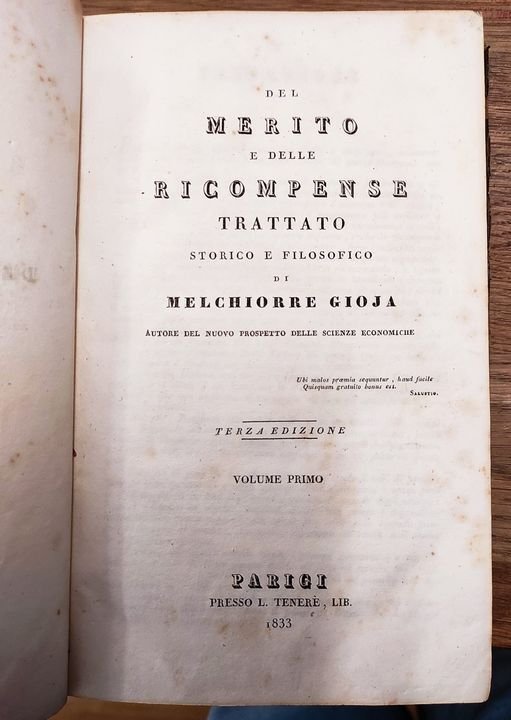 DEL
MERITO
E DELLE
RICOMPENSE
TRATTATO
STORICO E FILOSOFICO
DI
MELCHIORRE GIOJA
AUTORE DEL NUOVO PROSPETTO DELLE SCIENZE ECONOMICHE
Ubi malos præmia sequuntur, haud facile
Quisquam gratuito bonus est.
SALUSTIO.
TERZA EDIZIONE
VOLUME PRIMO
PARIGI
PRESSO L. TENERÈ, LIB.
1833